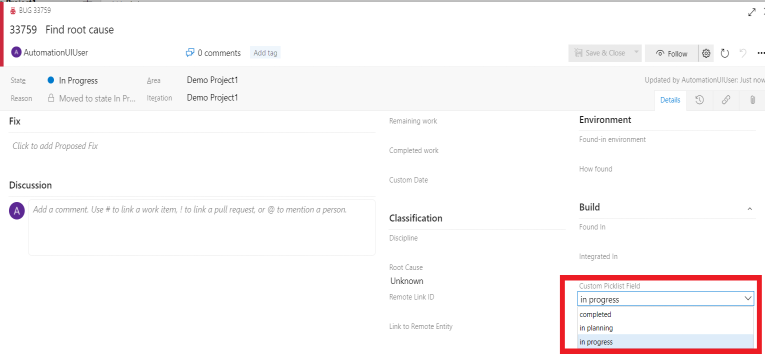 BUG 33759
33759 Find root cause
A AutomationUIUser
0 comments
Add tag
Save & Close
Follow
State
In Progress
Area
Demo Project1
Updated by AutomationUIUser: Just now
Reason
Moved to state In Pr...
Iteration
Demo Project1
Details
Fix
Click to add Proposed Fix
Discussion
A
Add a comment. Use # to link a work item, ! to link a pull request, or @ to mention a person.
Remaining work
Completed work
Custom Date
Classification
Discipline
Root Cause
Unknown
Remote Link ID
Link to Remote Entity
Environment
Found-in environment
How found
Build
Found In
Integrated In
Custom Picklist Field
in progress
completed
in planning
in progress